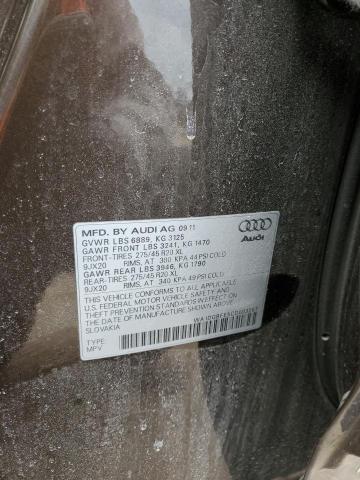 MFD. BY AUDI AG 09 11
GVWR LBS 6889, KG 3125
GAWR FRONT LBS 3241, KG 1470
FRONT-TIRES 275/45 R20 XL
9JX20 RIMS, AT 300 KPA 44 PSI COLD
GAWR REAR LBS 3946, KG 1790
REAR-TIRES 275/45 R20 XL
9JX20 RIMS, AT 340 KPA 49 PSI COLD
THIS VEHICLE CONFORMS TO ALL APPLICABLE
U.S. FEDERAL MOTOR VEHICLE SAFETY AND
THEFT PREVENTION STANDARDS IN EFFECT ON
THE DATE OF MANUFACTURE SHOWN ABOVE.
SLOVAKIA
TYPE:
MPV
Audi